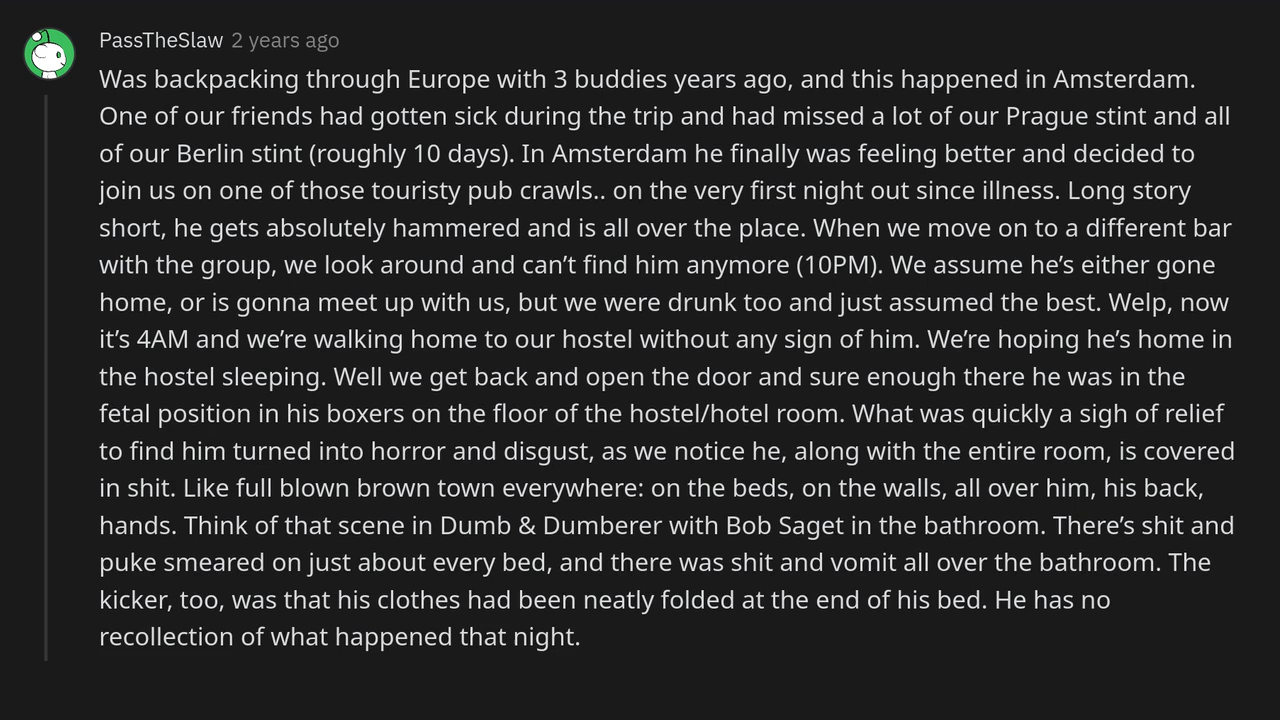 PassTheSlaw 2 years ago
Was backpacking through Europe with 3 buddies years ago, and this happened in Amsterdam.
One of our friends had gotten sick during the trip and had missed a lot of our Prague stint and all
of our Berlin stint (roughly 10 days). In Amsterdam he finally was feeling better and decided to
join us on one of those touristy pub crawls.. on the very first night out since illness. Long story
short, he gets absolutely hammered and is all over the place. When we move on to a different bar
with the group, we look around and can’t find him anymore (10PM). We assume he’s either gone
home, or is gonna meet up with us, but we were drunk too and just assumed the best. Welp, now
it’s 4AM and we’re walking home to our hostel without any sign of him. We’re hoping he’s home in
the hostel sleeping. Well we get back and open the door and sure enough there he was in the
fetal position in his boxers on the floor of the hostel/hotel room. What was quickly a sigh of relief
to find him turned into horror and disgust, as we notice he, along with the entire room, is covered
in shit. Like full blown brown town everywhere: on the beds, on the walls, all over him, his back,
hands. Think of that scene in Dumb & Dumberer with Bob Saget in the bathroom. There’s shit and
puke smeared on just about every bed, and there was shit and vomit all over the bathroom. The
kicker, too, was that his clothes had been neatly folded at the end of his bed. He has no
recollection of what happened that night.